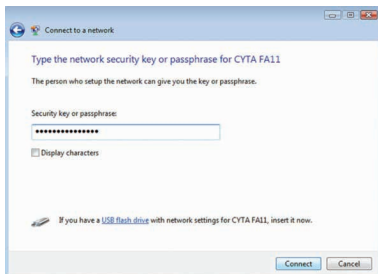 Connect to a network
Type the network security key or passphrase for CYTA FA11
The person who setup the network can give you the key or passphrase.
Security key or passphrase:
●●●●●●●●●●●●●●●
Display characters
If you have a USB flash drive with network settings for CYTA FA11, insert it now.
Connect Cancel